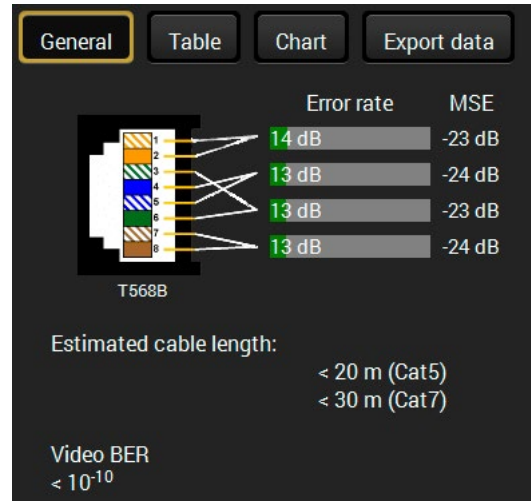 General Table Chart Export data
Error rate MSE
1 14 dB -23 dB
2
3 13 dB -24 dB
4
5 13 dB -23 dB
6
7 13 dB -24 dB
8
T568B
Estimated cable length:
< 20 m (Cat5)
< 30 m (Cat7)
Video BER
< 10⁻¹⁰